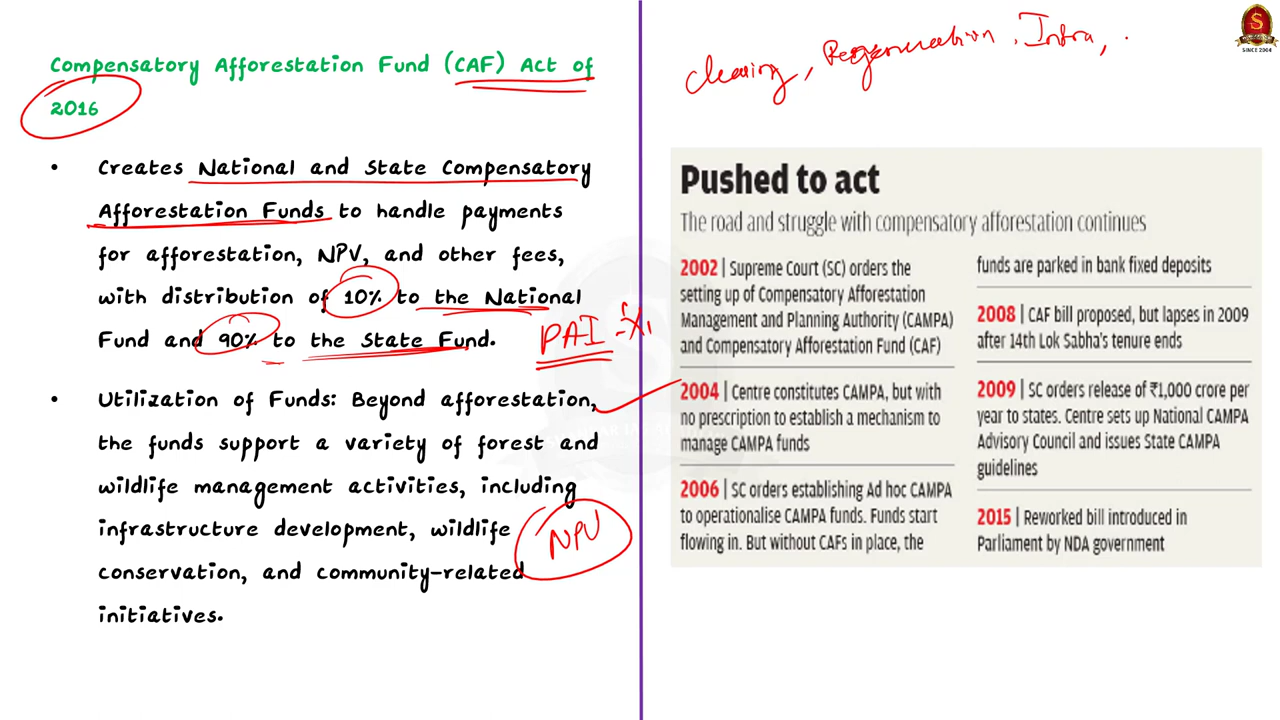 Compensatory Afforestation Fund (CAF) Act of
2016
• Creates National and State Compensatory
Afforestation Funds to handle payments
for afforestation, NPV, and other fees,
with distribution of 10% to the National
Fund and 90% to the State Fund.
PAI
• Utilization of Funds: Beyond afforestation,
the funds support a variety of forest and
wildlife management activities, including
infrastructure development, wildlife
conservation, and community-related
initiatives.
NPV
clearing, Regeneration, Infra,
S
SINCE 2004
Pushed to act
The road and struggle with compensatory afforestation continues
2002 | Supreme Court (SC) orders the
setting up of Compensatory Afforestation
Management and Planning Authority (CAMPA)
and Compensatory Afforestation Fund (CAF)
2004 | Centre constitutes CAMPA, but with
no prescription to establish a mechanism to
manage CAMPA funds
2006 | SC orders establishing Ad hoc CAMPA
to operationalise CAMPA funds. Funds start
flowing in. But without CAFs in place, the
funds are parked in bank fixed deposits
2008 | CAF bill proposed, but lapses in 2009
after 14th Lok Sabha's tenure ends
2009 | SC orders release of ₹1,000 crore per
year to states. Centre sets up National CAMPA
Advisory Council and issues State CAMPA
guidelines
2015 | Reworked bill introduced in
Parliament by NDA government